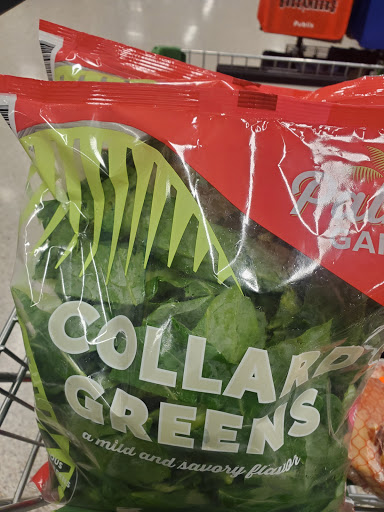 COLLARD
GREENS
a mild and savory flavor